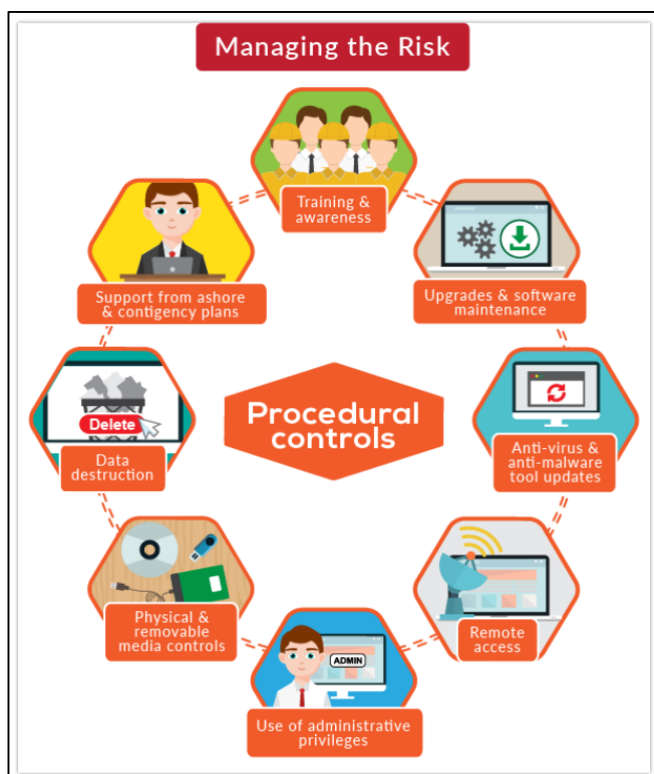 Managing the Risk
Training &
awareness
Upgrades & software
maintenance
Anti-virus &
anti-malware
tool updates
Remote
access
ADMIN
Use of administrative
privileges
Physical &
removable
media controls
Delete
Data
destruction
Support from ashore
& contigency plans
Procedural
controls